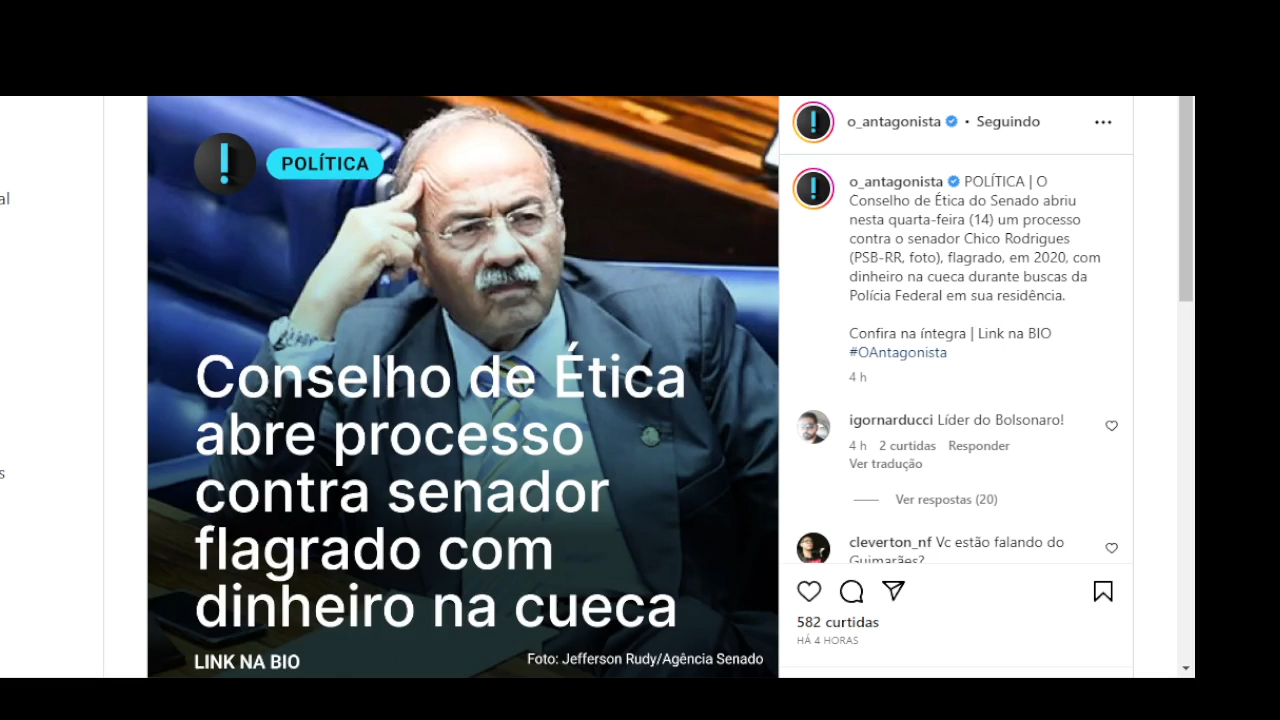 al
s
! POLÍTICA
Conselho de Ética
abre processo
contra senador
flagrado com
dinheiro na cueca
LINK NA BIO
Foto: Jefferson Rudy/Agência Senado
o_antagonista • Seguindo
o_antagonista POLÍTICA | O
Conselho de Ética do Senado abriu
nesta quarta-feira (14) um processo
contra o senador Chico Rodrigues
(PSB-RR, foto), flagrado, em 2020, com
dinheiro na cueca durante buscas da
Polícia Federal em sua residência.
Confira na íntegra | Link na BIO
#OAntagonista
4 h
igornarducci Líder do Bolsonaro!
4 h 2 curtidas Responder
Ver tradução
Ver respostas (20)
cleverton_nf Vc estão falando do
Guimarães?
582 curtidas
HÁ 4 HORAS